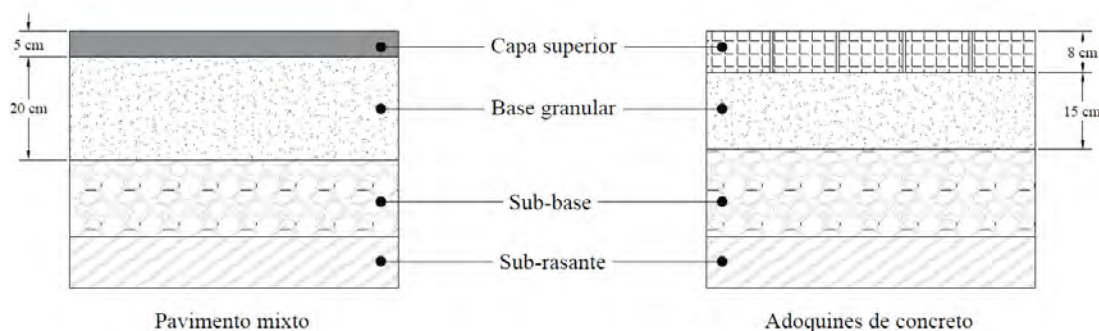 5 cm
Capa superior
8 cm
20 cm
Base granular
15 cm
Sub-base
Sub-rasante
Pavimento mixto
Adoquines de concreto